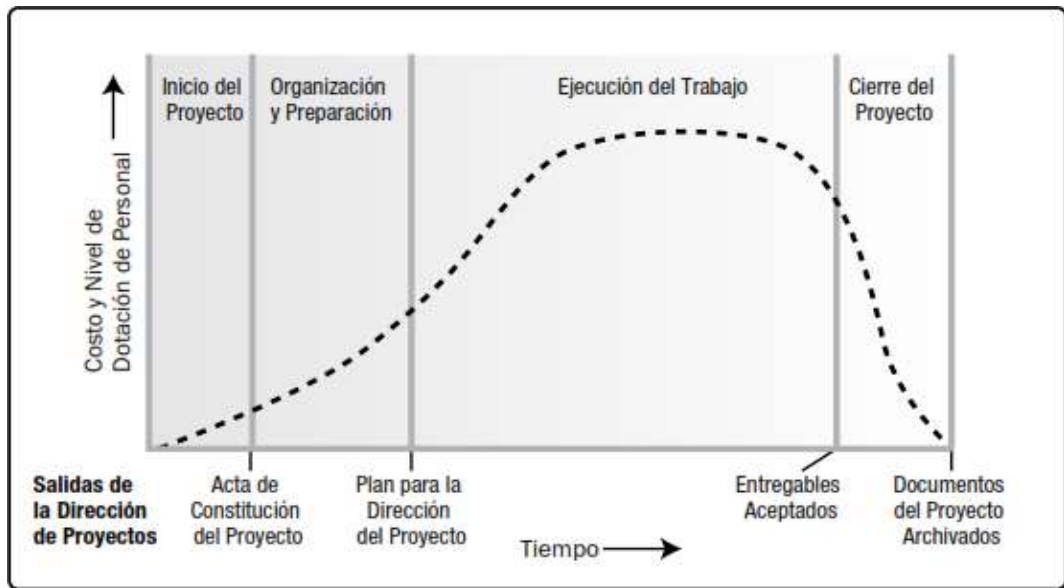 Inicio del
Proyecto
Organización
y Preparación
Ejecución del Trabajo
Cierre del
Proyecto
Costo y Nivel de
Dotación de Personal
Salidas de
la Dirección
de Proyectos
Acta de
Constitución
del Proyecto
Plan para la
Dirección
del Proyecto
Entregables
Aceptados
Documentos
del Proyecto
Archivados
Tiempo